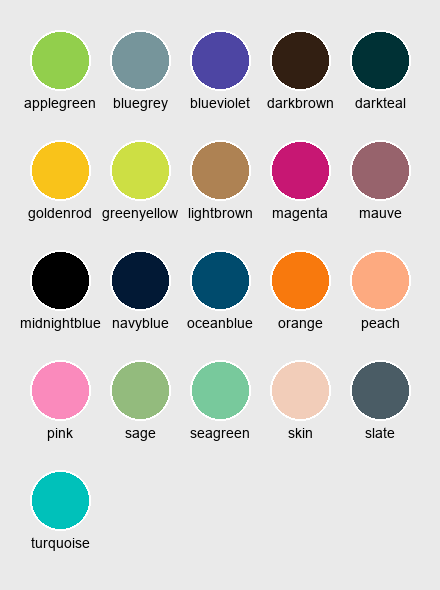 applegreen bluegrey blueviolet darkbrown darkteal
goldenrod greenyellow lightbrown magenta mauve
midnightblue navyblue oceanblue orange peach
pink sage seagreen skin slate
turquoise